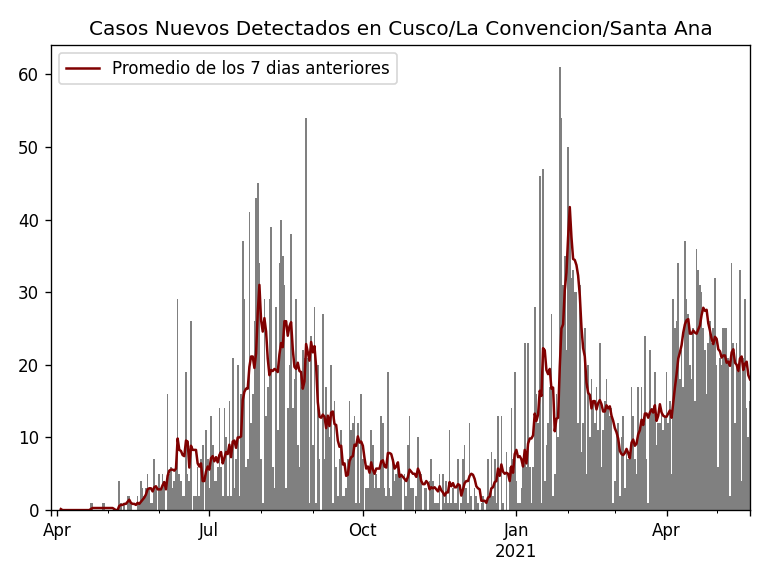 Casos Nuevos Detectados en Cusco/La Convencion/Santa Ana
Promedio de los 7 dias anteriores
60
50
40
30
20
10
0
Apr Jul Oct Jan Apr
2021